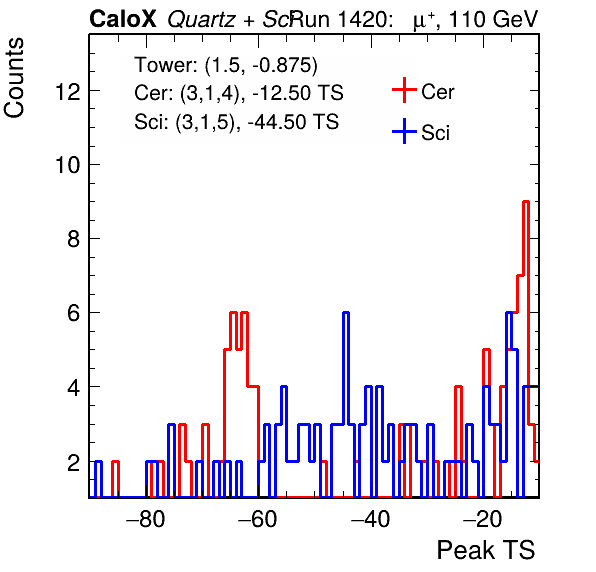 CaloX Quartz + Sci Run 1420: μ⁺, 110 GeV
Tower: (1.5, -0.875)
Cer: (3,1,4), -12.50 TS
Sci: (3,1,5), -44.50 TS
Cer
Sci
Counts
12
10
8
6
4
2
−80 −60 −40 −20
Peak TS